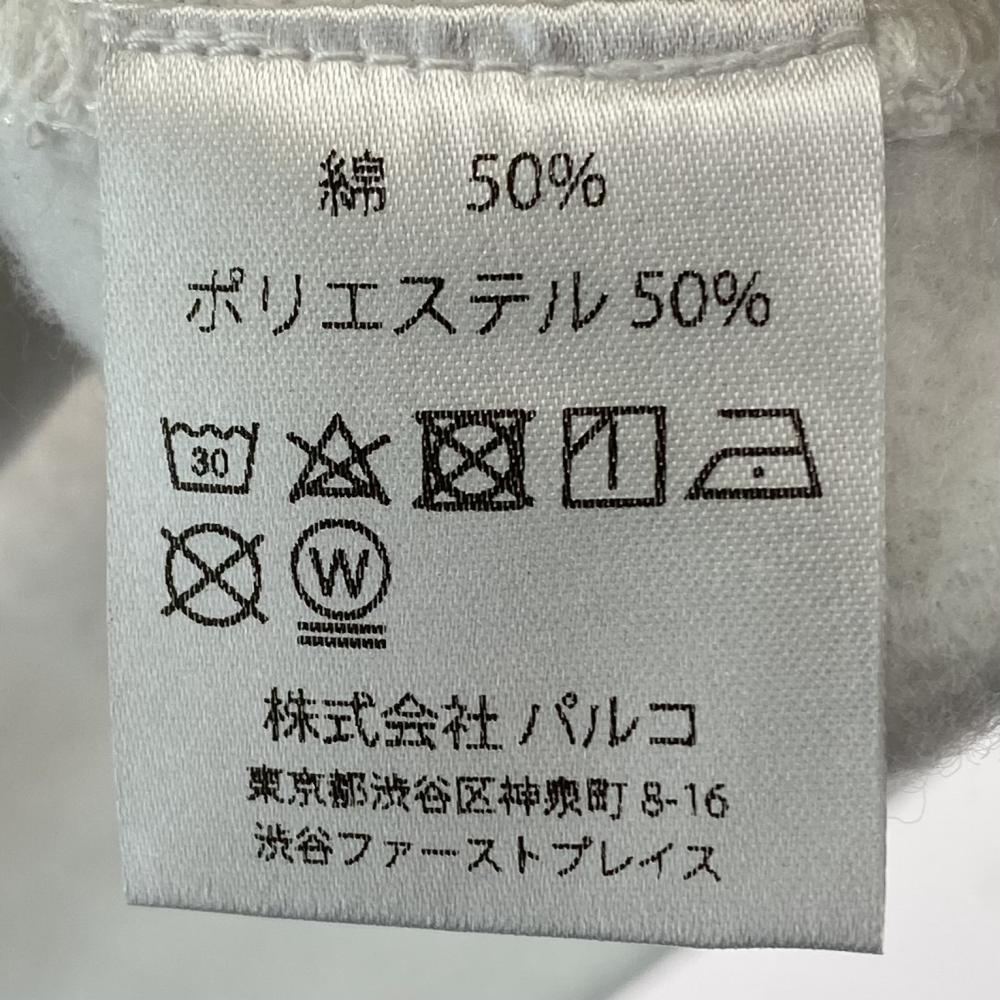 綿 50%
ポリエステル 50%
30
W
株式会社 パルコ
東京都渋谷区神泉町 8-16
渋谷ファーストプレイス